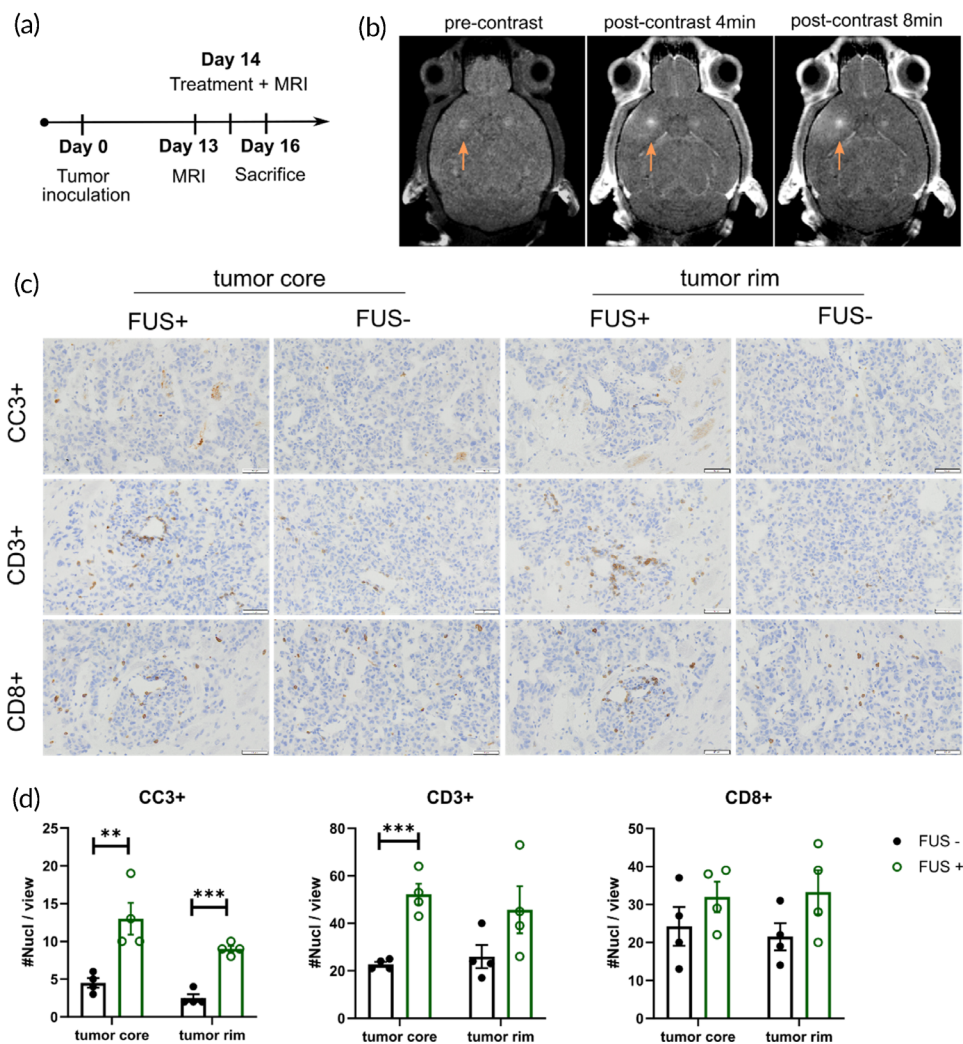 (a)
Day 14
Treatment + MRI
Day 0
Day 13
Day 16
Tumor
inoculation
MRI
Sacrifice
(b)
pre-contrast
post-contrast 4min
post-contrast 8min
(c)
tumor core
tumor rim
FUS+
FUS-
FUS+
FUS-
CC3+
CD3+
CD8+
(d)
CC3+
#Nucl / view
25
20
15
10
5
0
**
***
tumor core
tumor rim
CD3+
#Nucl / view
80
60
40
20
0
***
tumor core
tumor rim
CD8+
#Nucl / view
50
40
30
20
10
0
tumor core
tumor rim
FUS -
FUS +